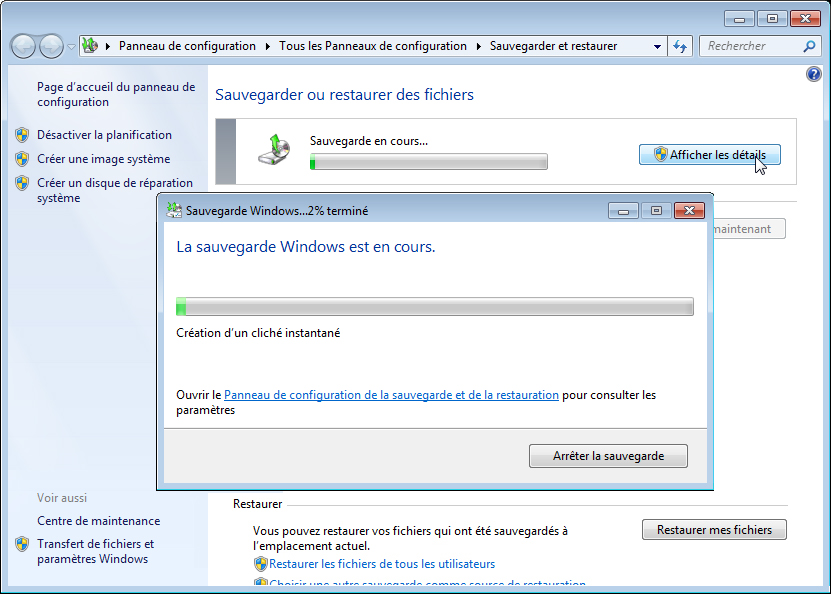 Panneau de configuration ▸ Tous les Panneaux de configuration ▸ Sauvegarder et restaurer
Rechercher
Page d'accueil du panneau de
configuration
Désactiver la planification
Créer une image système
Créer un disque de réparation
système
Sauvegarder ou restaurer des fichiers
Sauvegarde en cours...
Afficher les détails
maintenant
Sauvegarde Windows...2% terminé
La sauvegarde Windows est en cours.
Création d'un cliché instantané
Ouvrir le Panneau de configuration de la sauvegarde et de la restauration pour consulter les
paramètres
Arrêter la sauvegarde
Voir aussi
Centre de maintenance
Transfert de fichiers et
paramètres Windows
Restaurer
Vous pouvez restaurer vos fichiers qui ont été sauvegardés à
l'emplacement actuel.
Restaurer mes fichiers
Restaurer les fichiers de tous les utilisateurs
Choisir une autre sauvegarde comme source de restauration